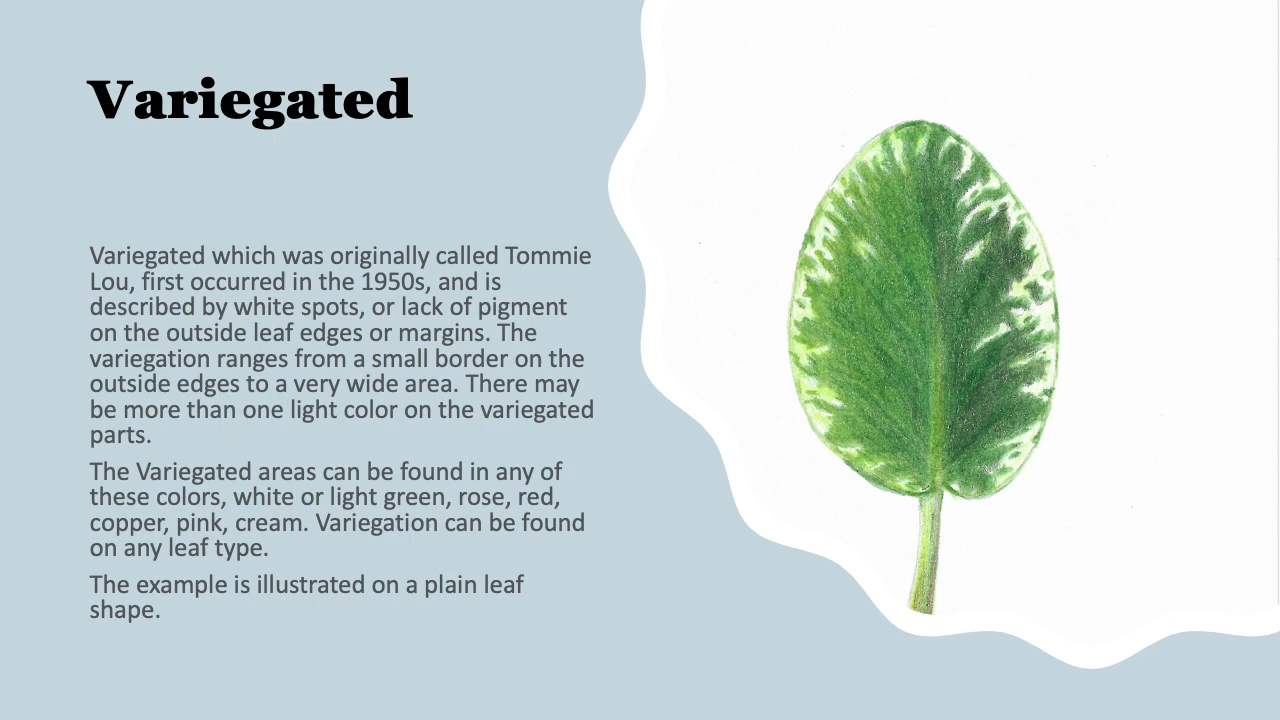 Variegated
Variegated which was originally called Tommie
Lou, first occurred in the 1950s, and is
described by white spots, or lack of pigment
on the outside leaf edges or margins. The
variegation ranges from a small border on the
outside edges to a very wide area. There may
be more than one light color on the variegated
parts.
The Variegated areas can be found in any of
these colors, white or light green, rose, red,
copper, pink, cream. Variegation can be found
on any leaf type.
The example is illustrated on a plain leaf
shape.